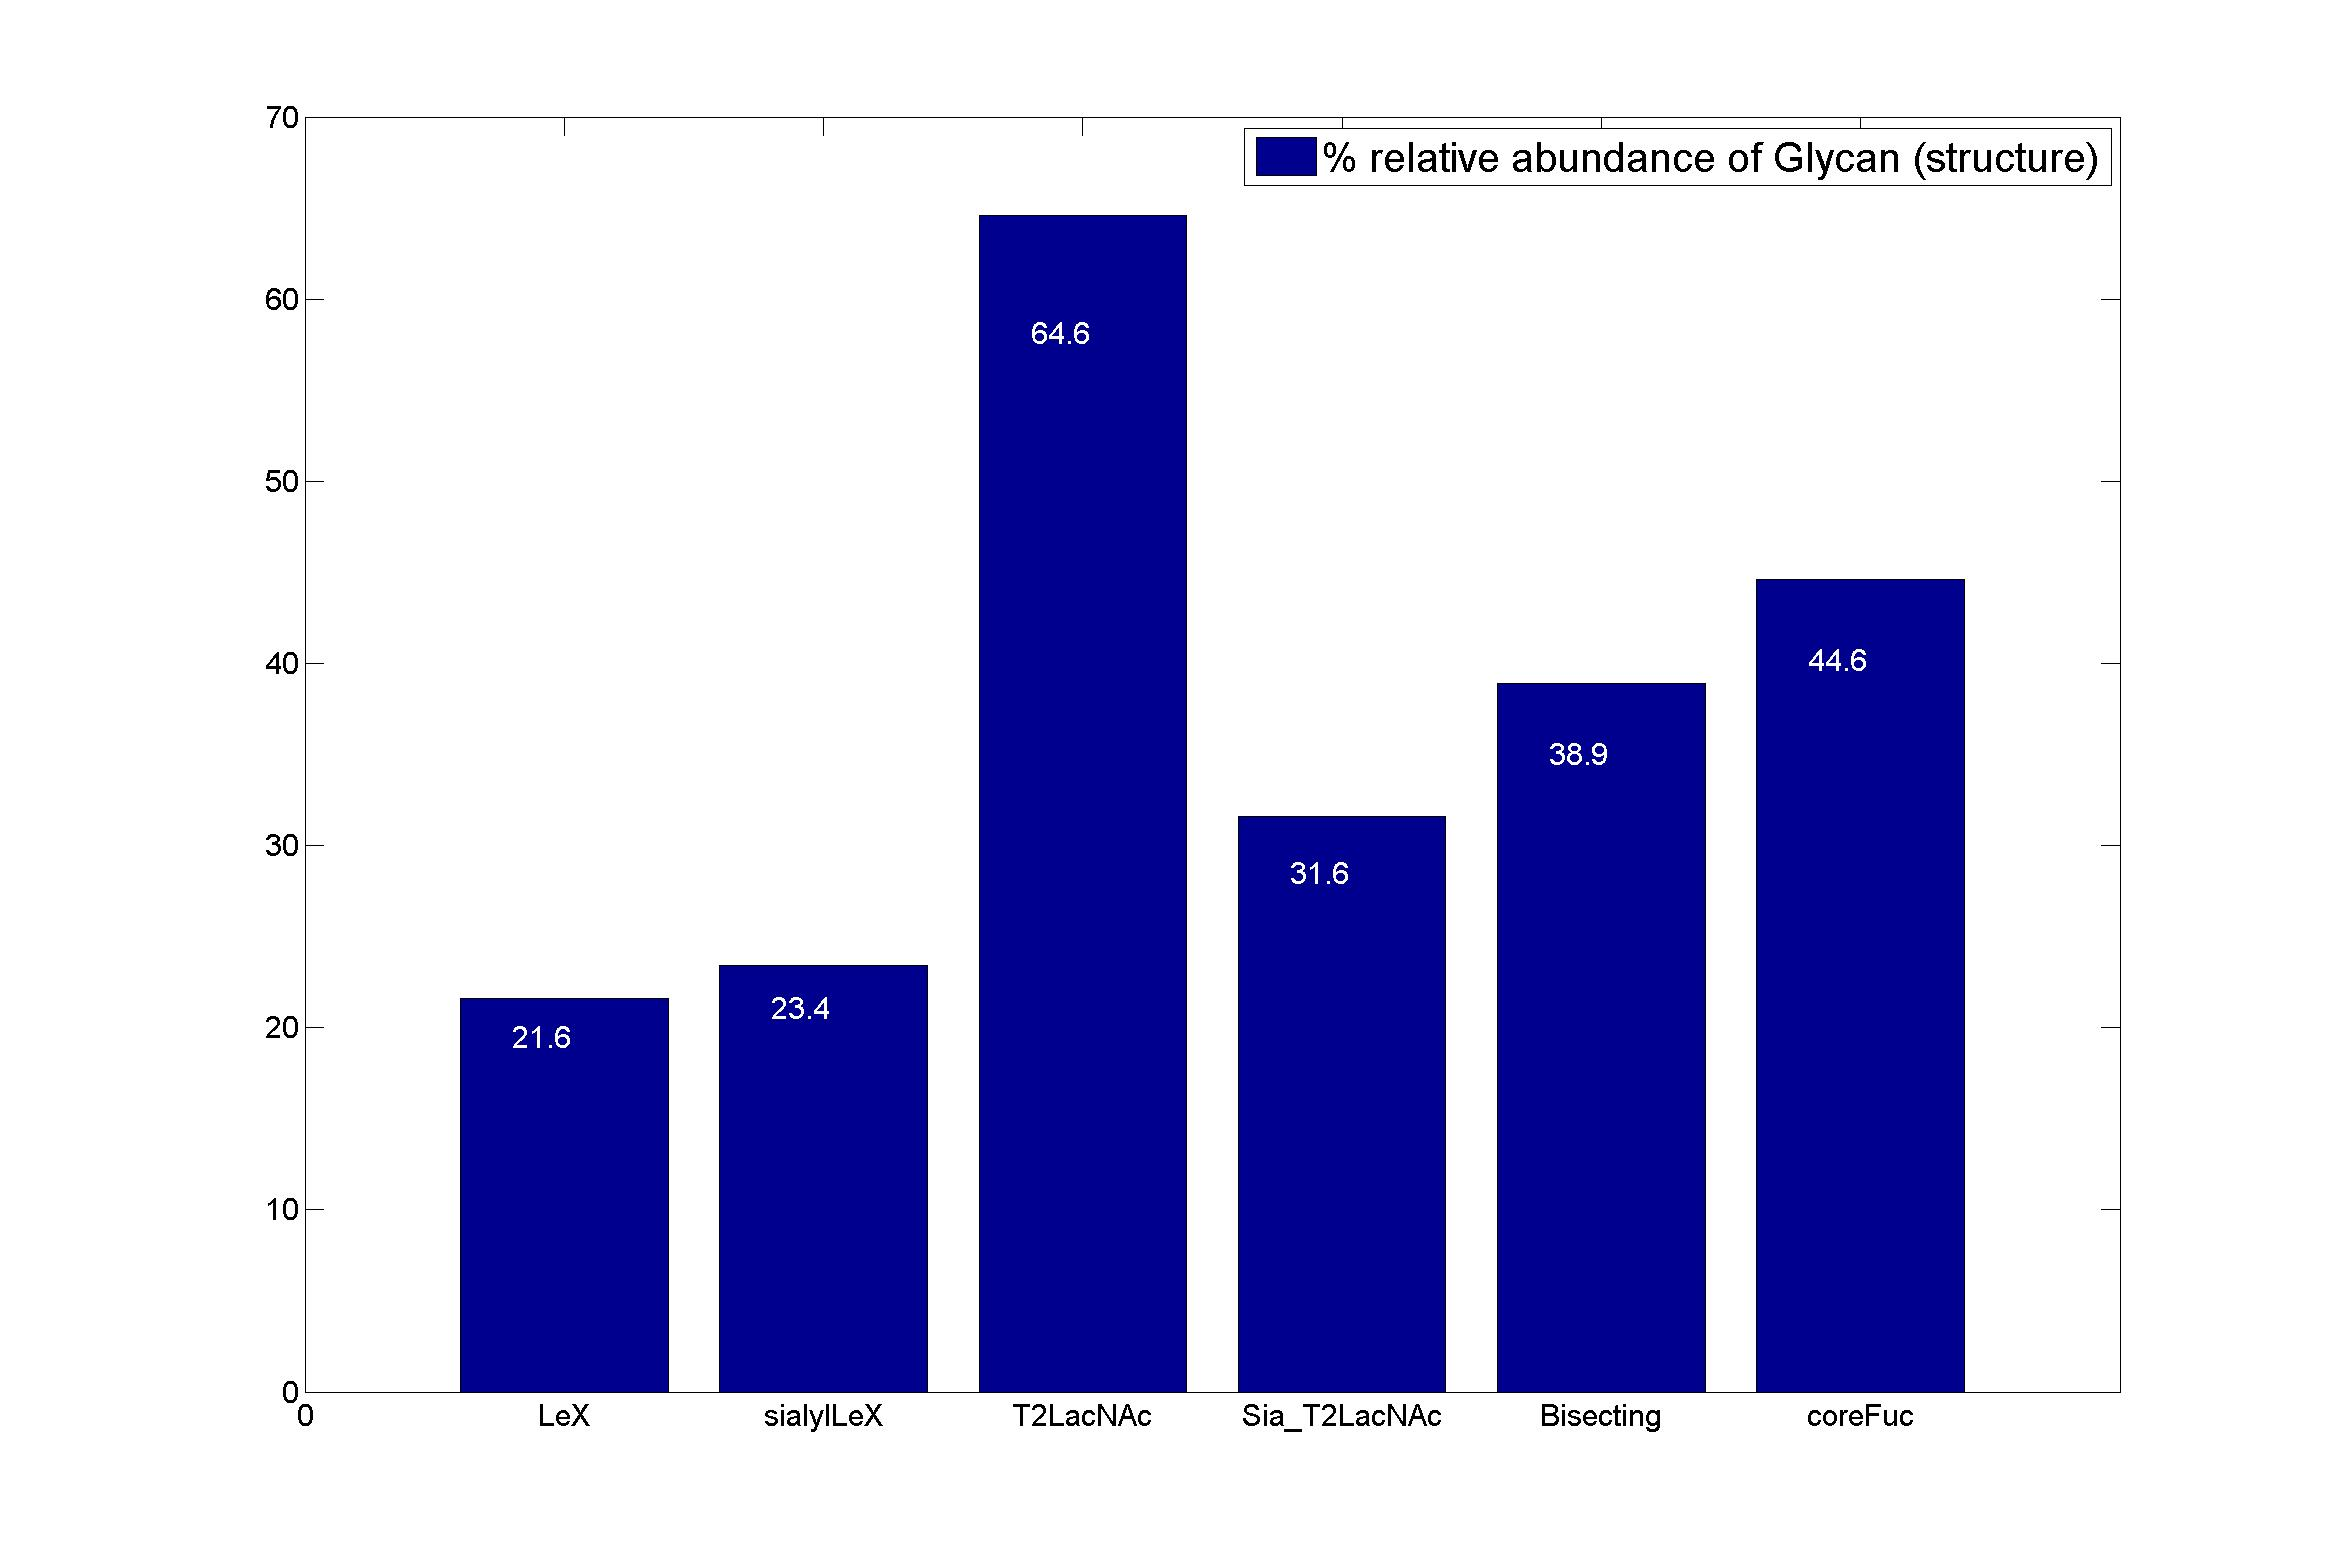 70
% relative abundance of Glycan (structure)
60
64.6
50
40
44.6
38.9
30
31.6
20
21.6
23.4
10
0
0
LeX
sialylLeX
T2LacNAc
Sia_T2LacNAc
Bisecting
coreFuc